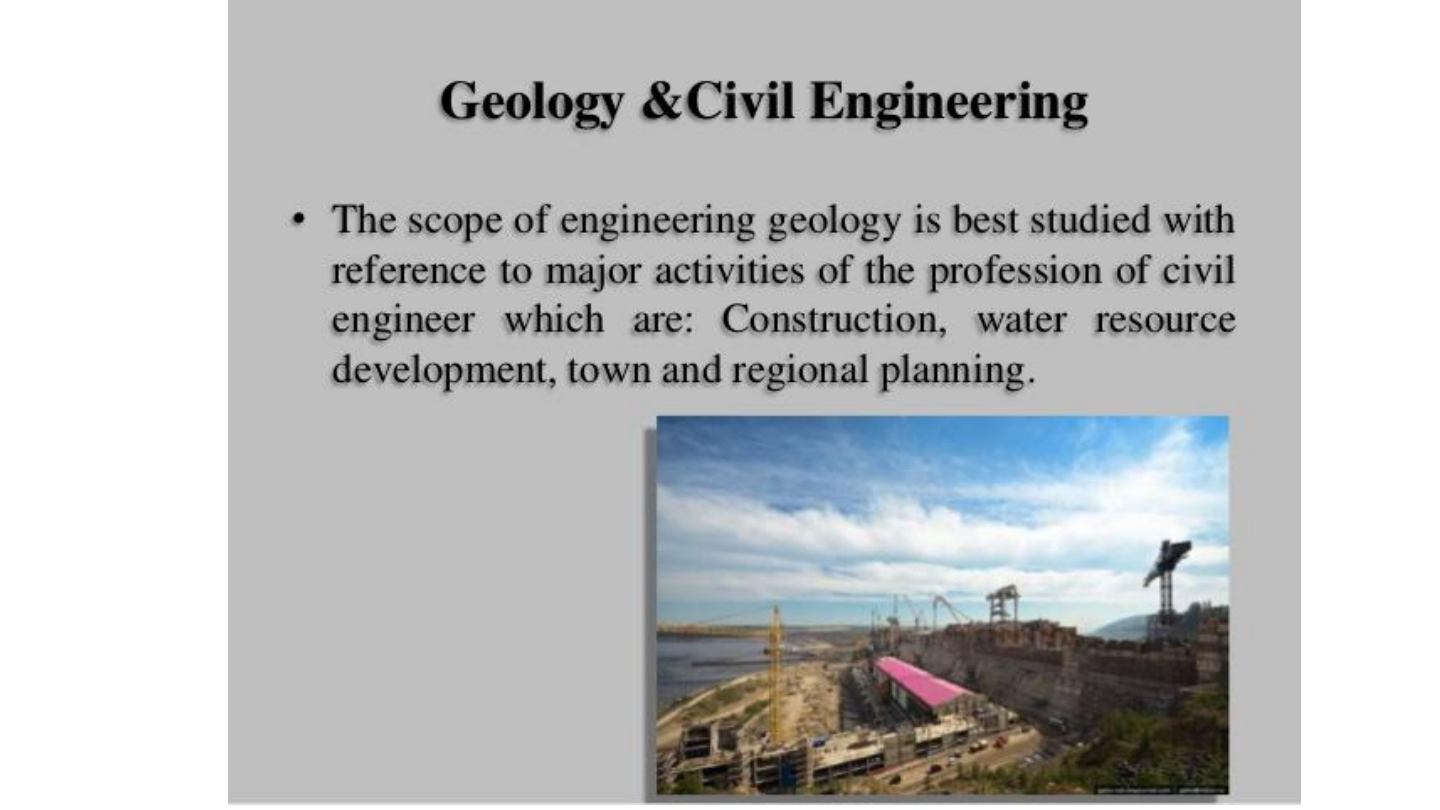 Geology &Civil Engineering
• The scope of engineering geology is best studied with
reference to major activities of the profession of civil
engineer which are: Construction, water resource
development, town and regional planning.